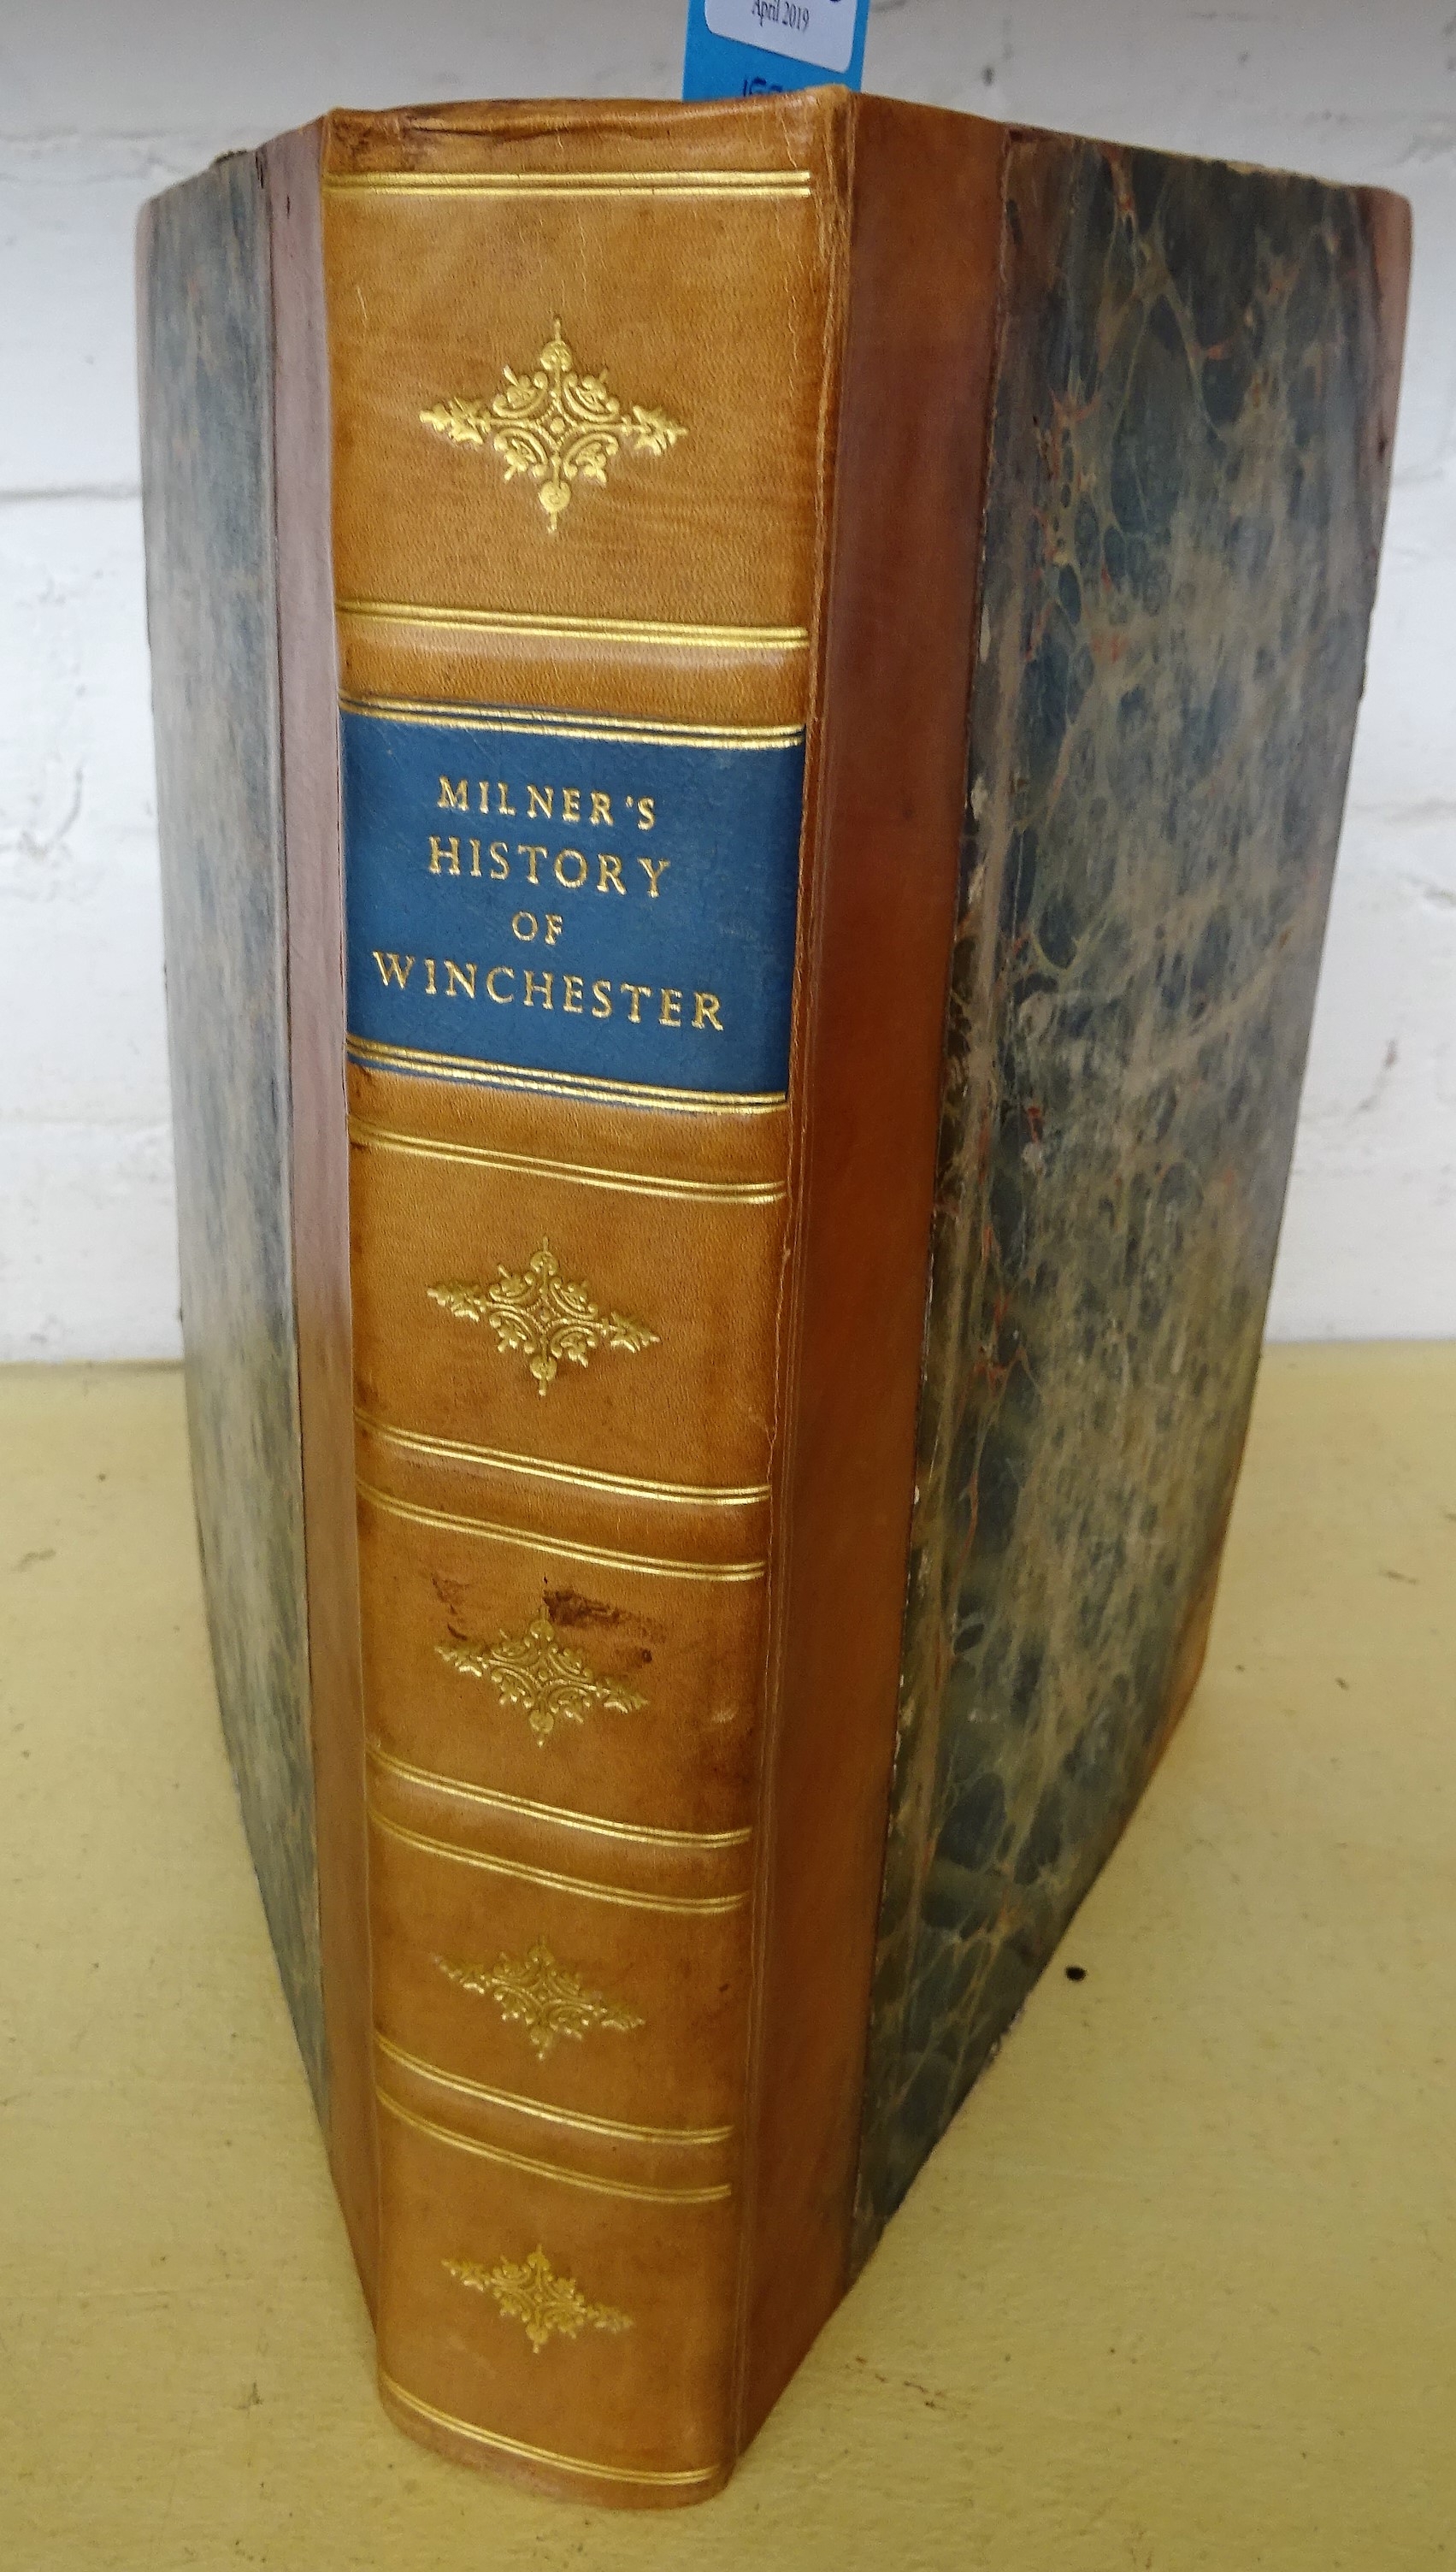 April 2019
MILNER'S
HISTORY
OF
WINCHESTER